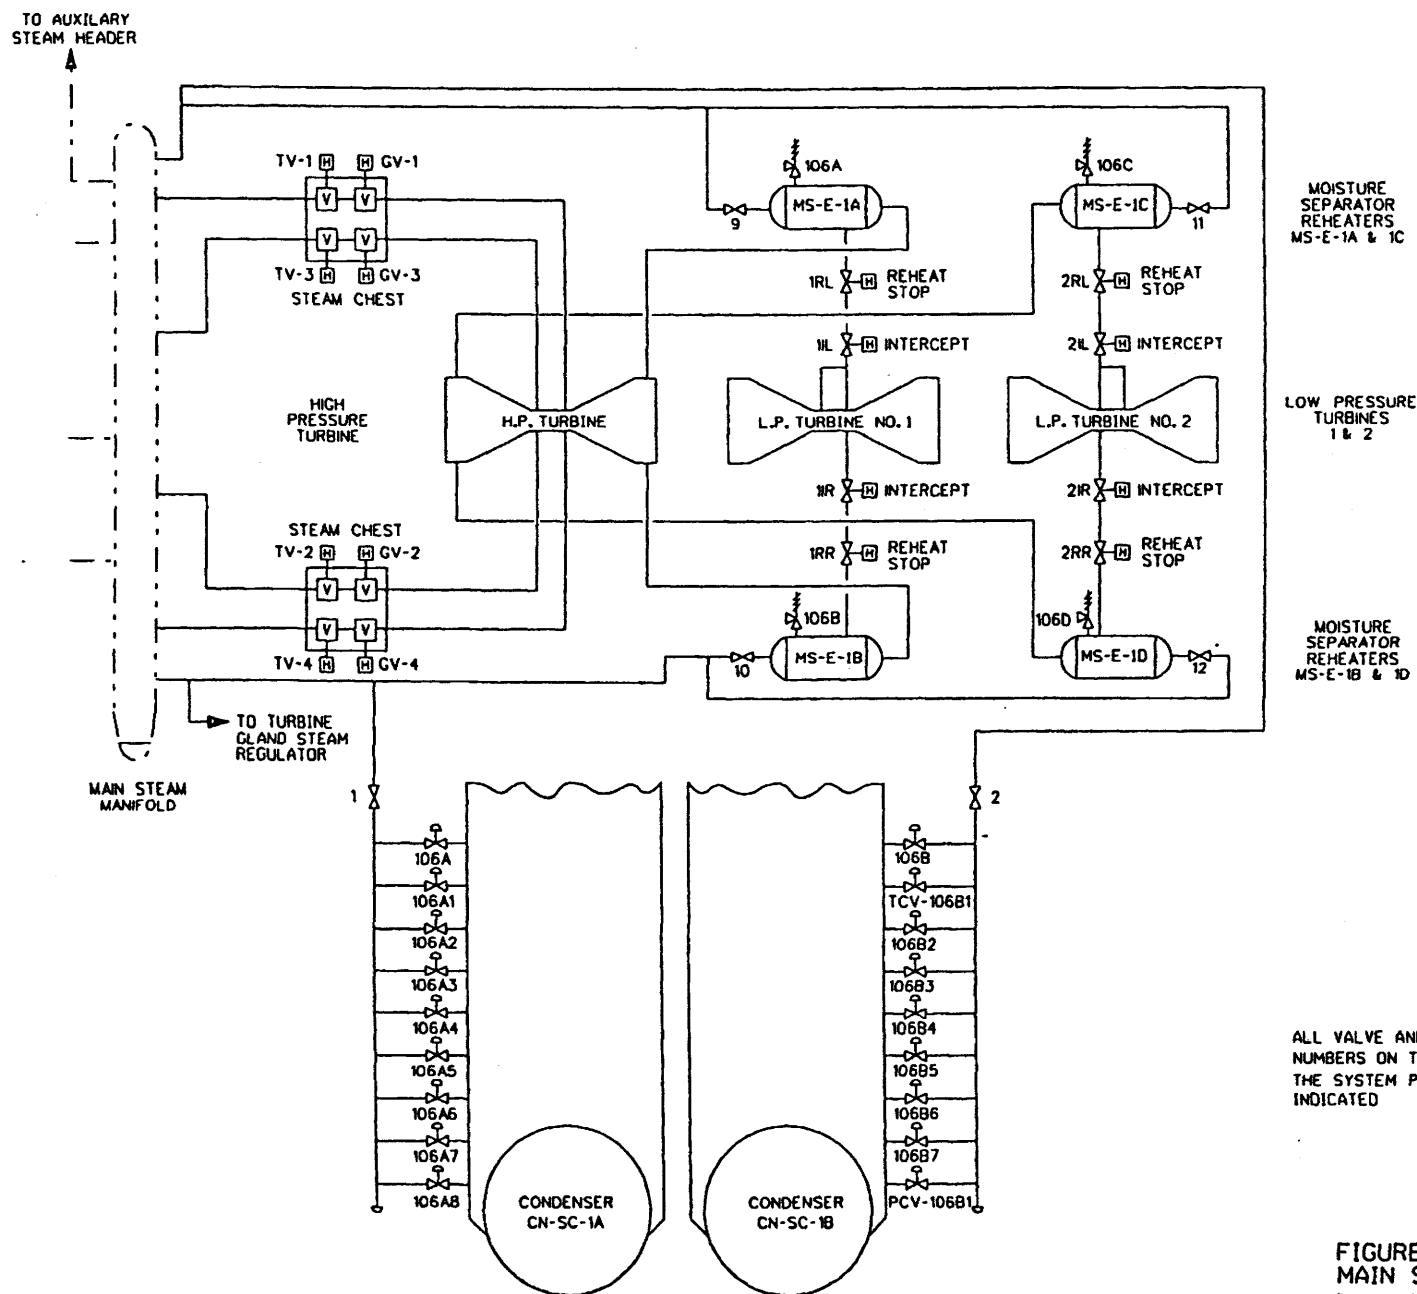 TO AUXILARY
STEAM HEADER
TV-1 H H GV-1
V V
V V
TV-3 H H GV-3
STEAM CHEST
106A
MS-E-1A
9
106C
MS-E-1C
11
MOISTURE
SEPARATOR
REHEATERS
MS-E-1A & 1C
1RL H REHEAT
STOP
2RL H REHEAT
STOP
1IL H INTERCEPT
2IL H INTERCEPT
HIGH
PRESSURE
TURBINE
H.P. TURBINE
L.P. TURBINE NO. 1
L.P. TURBINE NO. 2
LOW PRESSURE
TURBINES
1 & 2
1IR H INTERCEPT
2IR H INTERCEPT
1RR H REHEAT
STOP
2RR H REHEAT
STOP
STEAM CHEST
TV-2 H H GV-2
V V
V V
TV-4 H H GV-4
106B
MS-E-1B
10
106D
MS-E-1D
12
MOISTURE
SEPARATOR
REHEATERS
MS-E-1B & 1D
TO TURBINE
GLAND STEAM
REGULATOR
MAIN STEAM
MANIFOLD
1
2
106A
106A1
106A2
106A3
106A4
106A5
106A6
106A7
106A8
106B
TCV-106B1
106B2
106B3
106B4
106B5
106B6
106B7
PCV-106B1
CONDENSER
CN-SC-1A
CONDENSER
CN-SC-1B
ALL VALVE AN
NUMBERS ON T
THE SYSTEM P
INDICATED
FIGURE
MAIN S